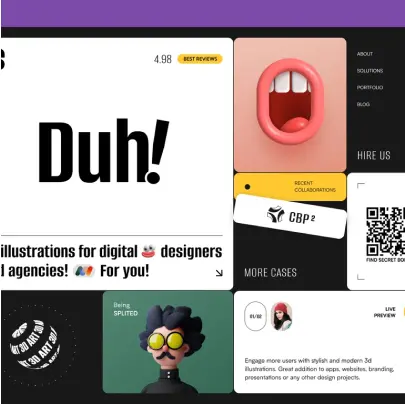 4.98
BEST REVIEWS
Duh!
illustrations for digital designers
agencies! For you!
ABOUT
SOLUTIONS
PORTFOLIO
BLOG
HIRE US
RECENT
COLLABORATIONS
CBP 2
MORE CASES
FIND SECRET
ART 3D ART 3D
Being
SPLITED
01/02
LIVE
PREVIEW
Engage more users with stylish and modern 3d
illustrations. Great addition to apps, websites, branding,
presentations or any other design projects.